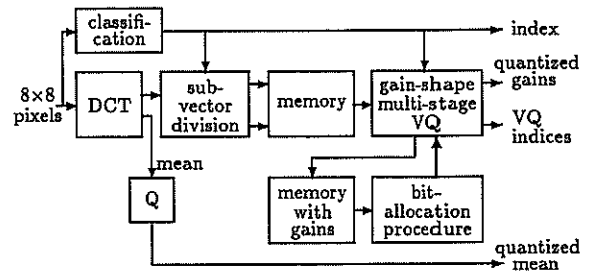 classifi-
cation
index
quantized
gains
8×8
pixels
DCT
sub-
vector
division
memory
gain-shape
multi-stage
VQ
VQ
indices
mean
Q
memory
with
gains
bit-
allocation
procedure
quantized
mean